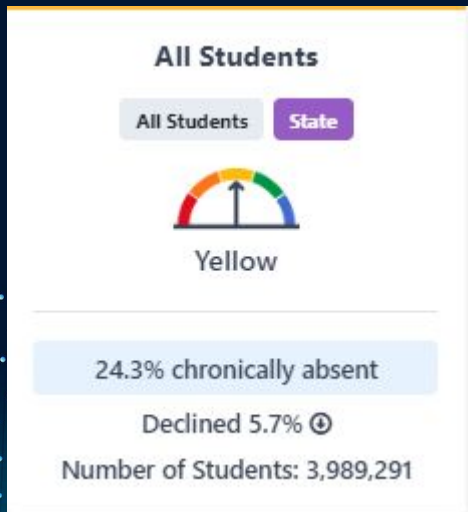 All Students
All Students State
Yellow
24.3% chronically absent
Declined 5.7%
Number of Students: 3,989,291